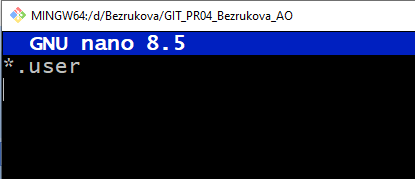 MINGW64:/d/Bezrukova/GIT_PR04_Bezrukova_AO
GNU nano 8.5
*.user